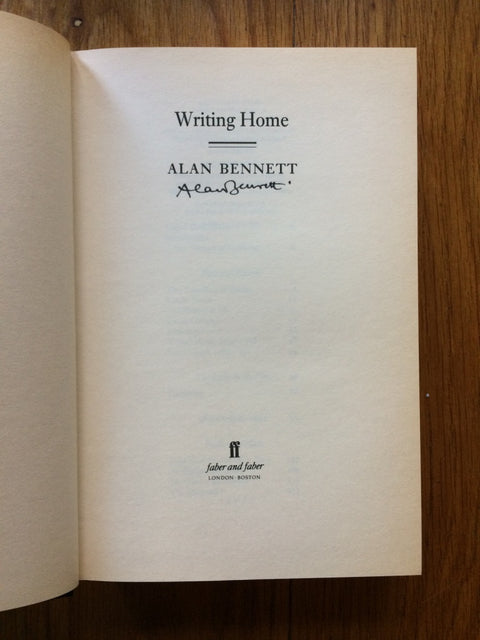 Writing Home
ALAN BENNETT
Alan Bennett.
ff
faber and faber
LONDON · BOSTON